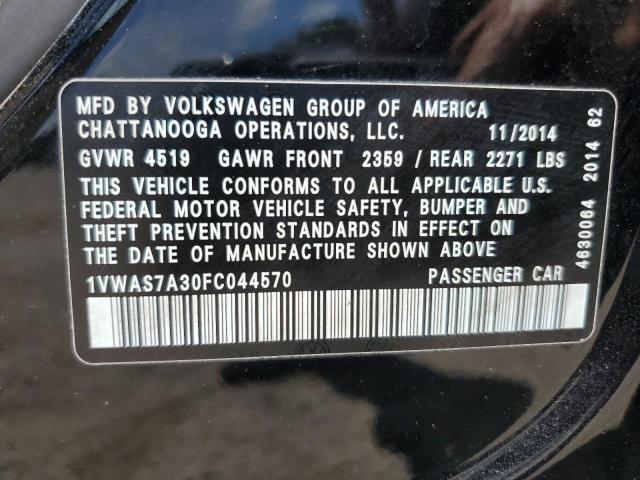 MFD BY VOLKSWAGEN GROUP OF AMERICA
CHATTANOOGA OPERATIONS, LLC. 11/2014
GVWR 4519 GAWR FRONT 2359 / REAR 2271 LBS
THIS VEHICLE CONFORMS TO ALL APPLICABLE U.S.
FEDERAL MOTOR VEHICLE SAFETY, BUMPER AND
THEFT PREVENTION STANDARDS IN EFFECT ON
THE DATE OF MANUFACTURE SHOWN ABOVE
1VWAS7A30FC044570 PASSENGER CAR
4630064 2014 62